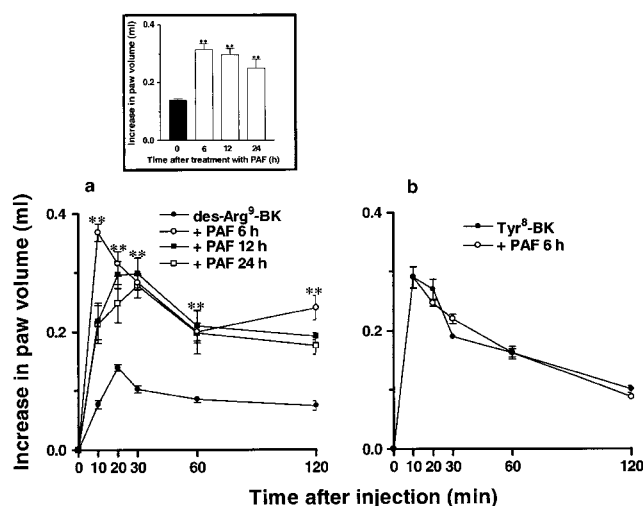 Increase in paw volume (ml)
0.4
0.2
0.0
**
**
**
0
6
12
24
Time after treatment with PAF (h)
a
b
Increase in paw volume (ml)
0.4
0.2
0.0
**
**
**
**
**
des-Arg⁹-BK
+ PAF 6 h
+ PAF 12 h
+ PAF 24 h
0 10 20 30 60 120
0.4
0.2
0.0
Tyr⁸-BK
+ PAF 6 h
0 10 20 30 60 120
Time after injection (min)